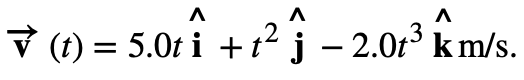 v⃗ (t) = 5.0t î + t² ĵ − 2.0t³ k̂ m/s.